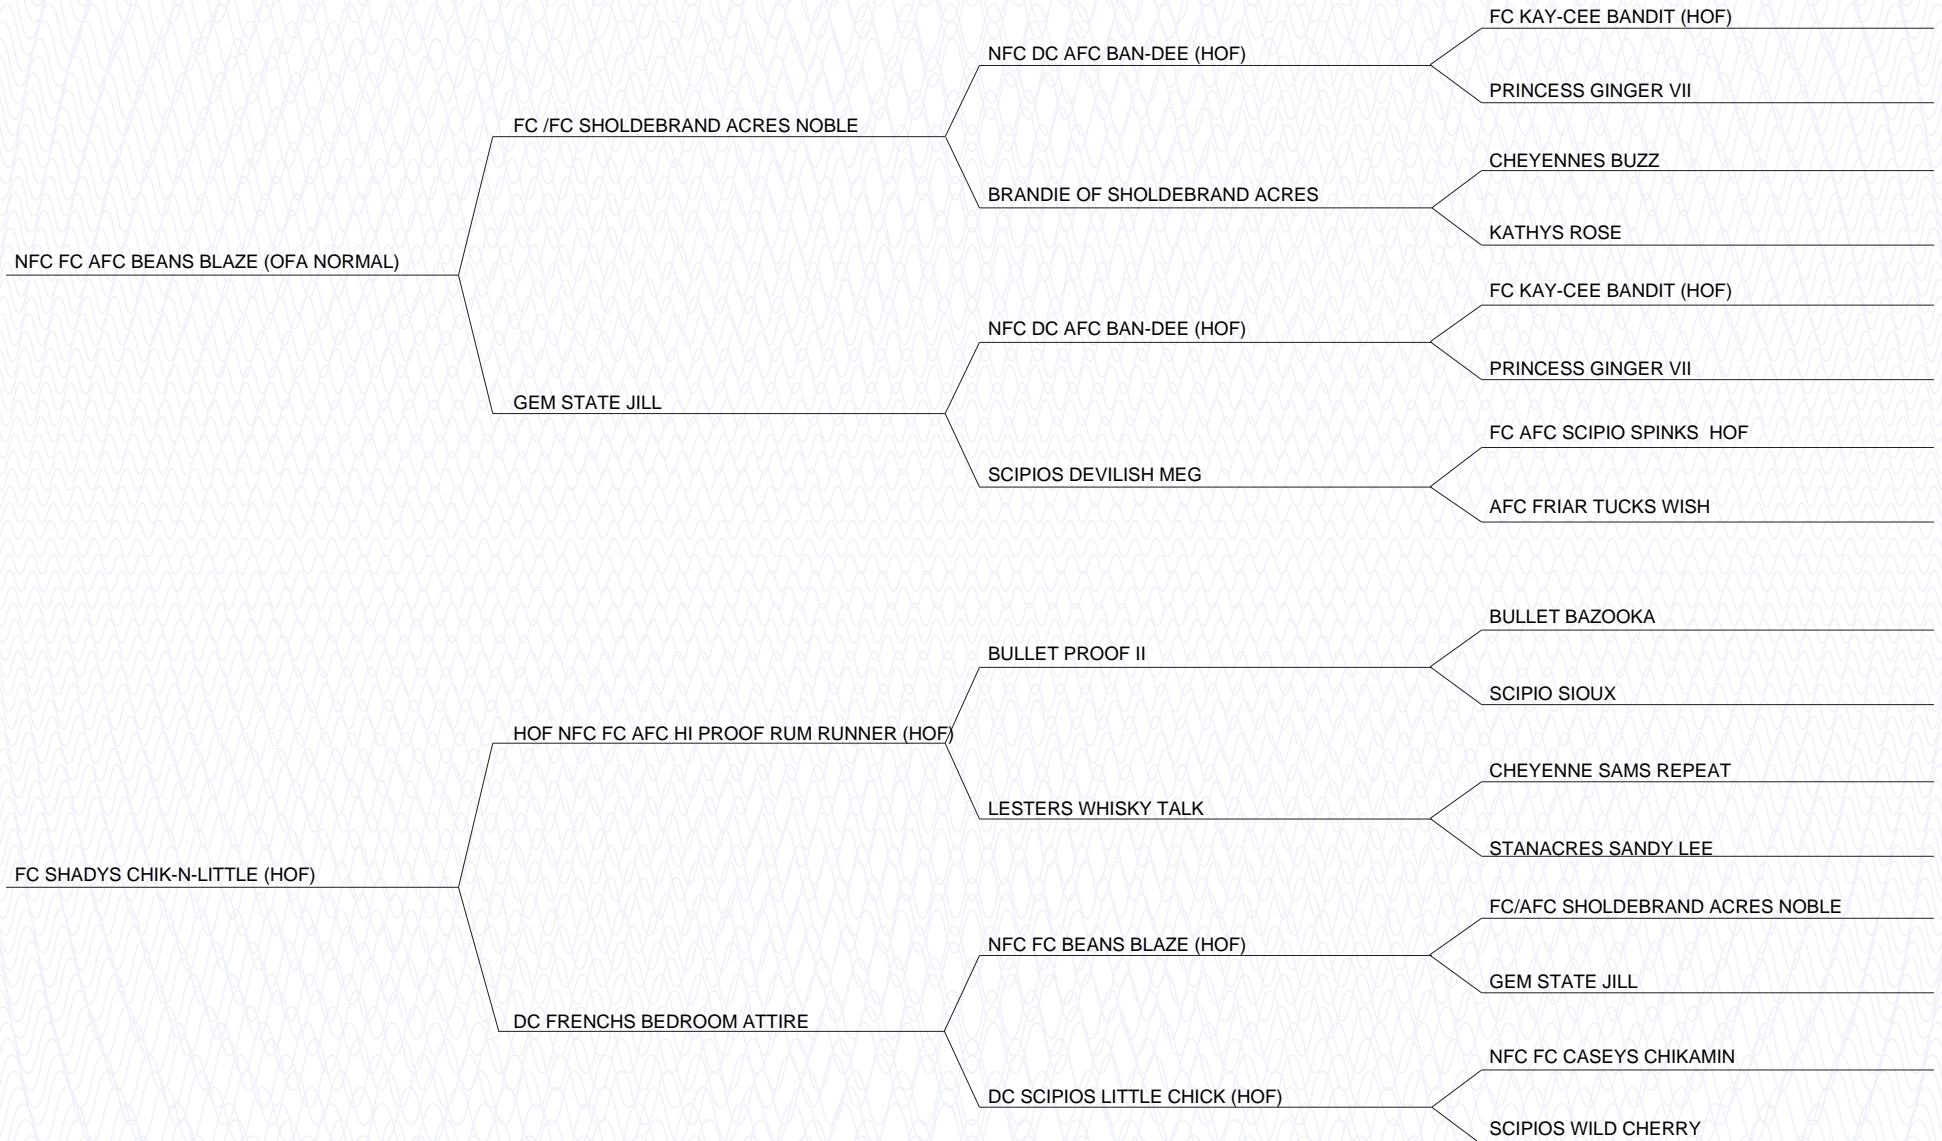 FC KAY-CEE BANDIT (HOF)
NFC DC AFC BAN-DEE (HOF)
PRINCESS GINGER VII
FC /FC SHOLDEBRAND ACRES NOBLE
CHEYENNES BUZZ
BRANDIE OF SHOLDEBRAND ACRES
KATHYS ROSE
NFC FC AFC BEANS BLAZE (OFA NORMAL)
FC KAY-CEE BANDIT (HOF)
NFC DC AFC BAN-DEE (HOF)
PRINCESS GINGER VII
GEM STATE JILL
FC AFC SCIPIO SPINKS  HOF
SCIPIOS DEVILISH MEG
AFC FRIAR TUCKS WISH
BULLET BAZOOKA
BULLET PROOF II
SCIPIO SIOUX
HOF NFC FC AFC HI PROOF RUM RUNNER (HOF)
CHEYENNE SAMS REPEAT
LESTERS WHISKY TALK
STANACRES SANDY LEE
FC SHADYS CHIK-N-LITTLE (HOF)
FC/AFC SHOLDEBRAND ACRES NOBLE
NFC FC BEANS BLAZE (HOF)
GEM STATE JILL
DC FRENCHS BEDROOM ATTIRE
NFC FC CASEYS CHIKAMIN
DC SCIPIOS LITTLE CHICK (HOF)
SCIPIOS WILD CHERRY